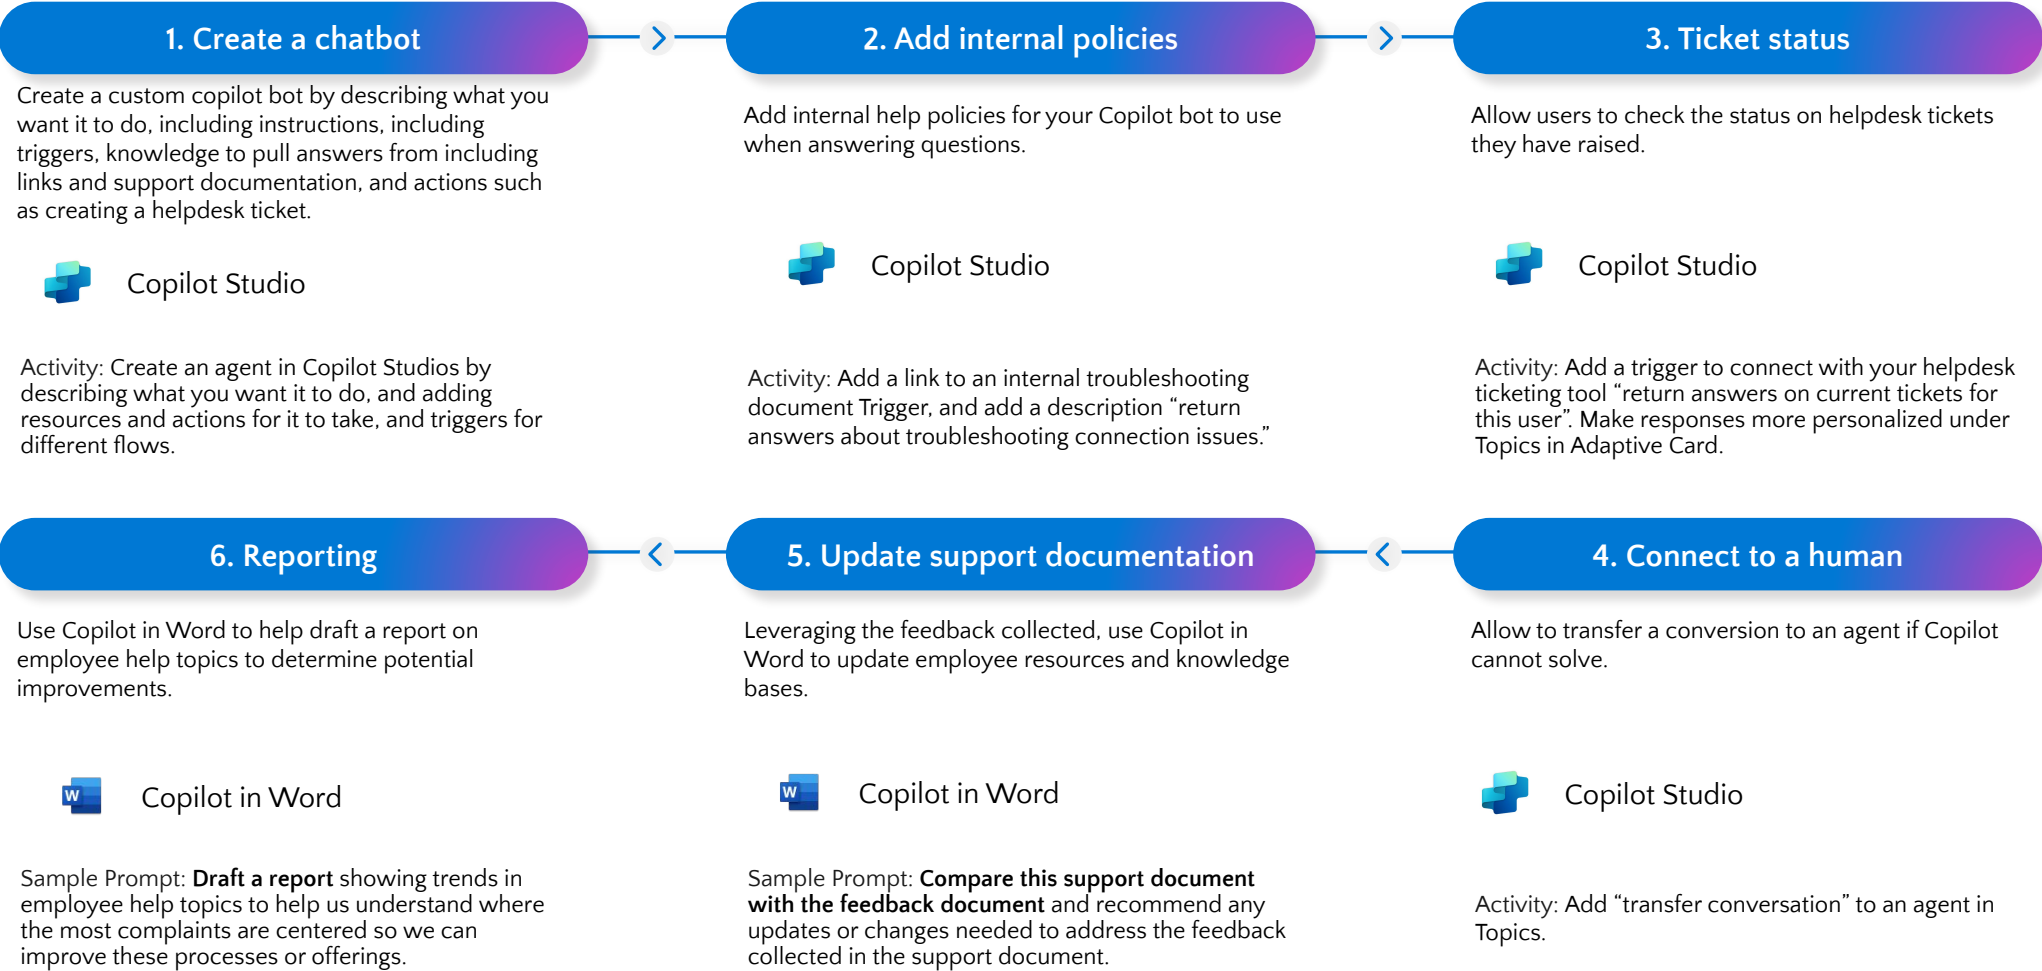 1. Create a chatbot
Create a custom copilot bot by describing what you
want it to do, including instructions, including
triggers, knowledge to pull answers from including
links and support documentation, and actions such
as creating a helpdesk ticket.
Copilot Studio
Activity: Create an agent in Copilot Studios by
describing what you want it to do, and adding
resources and actions for it to take, and triggers for
different flows.
2. Add internal policies
Add internal help policies for your Copilot bot to use
when answering questions.
Copilot Studio
Activity: Add a link to an internal troubleshooting
document Trigger, and add a description “return
answers about troubleshooting connection issues.”
3. Ticket status
Allow users to check the status on helpdesk tickets
they have raised.
Copilot Studio
Activity: Add a trigger to connect with your helpdesk
ticketing tool “return answers on current tickets for
this user”. Make responses more personalized under
Topics in Adaptive Card.
4. Connect to a human
Allow to transfer a conversion to an agent if Copilot
cannot solve.
Copilot Studio
Activity: Add “transfer conversation” to an agent in
Topics.
5. Update support documentation
Leveraging the feedback collected, use Copilot in
Word to update employee resources and knowledge
bases.
W
Copilot in Word
Sample Prompt: Compare this support document
with the feedback document and recommend any
updates or changes needed to address the feedback
collected in the support document.
6. Reporting
Use Copilot in Word to help draft a report on
employee help topics to determine potential
improvements.
W
Copilot in Word
Sample Prompt: Draft a report showing trends in
employee help topics to help us understand where
the most complaints are centered so we can
improve these processes or offerings.